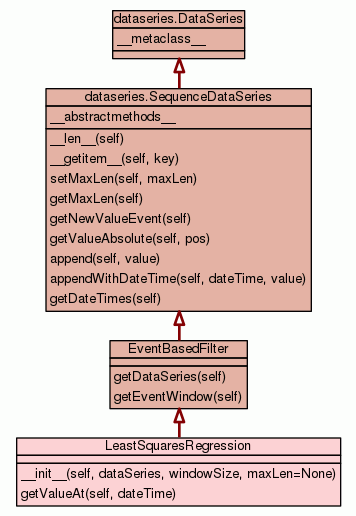 dataseries.DataSeries
__metaclass__
dataseries.SequenceDataSeries
__abstractmethods__
__len__(self)
__getitem__(self, key)
setMaxLen(self, maxLen)
getMaxLen(self)
getNewValueEvent(self)
getValueAbsolute(self, pos)
append(self, value)
appendWithDateTime(self, dateTime, value)
getDateTimes(self)
EventBasedFilter
getDataSeries(self)
getEventWindow(self)
LeastSquaresRegression
__init__(self, dataSeries, windowSize, maxLen=None)
getValueAt(self, dateTime)